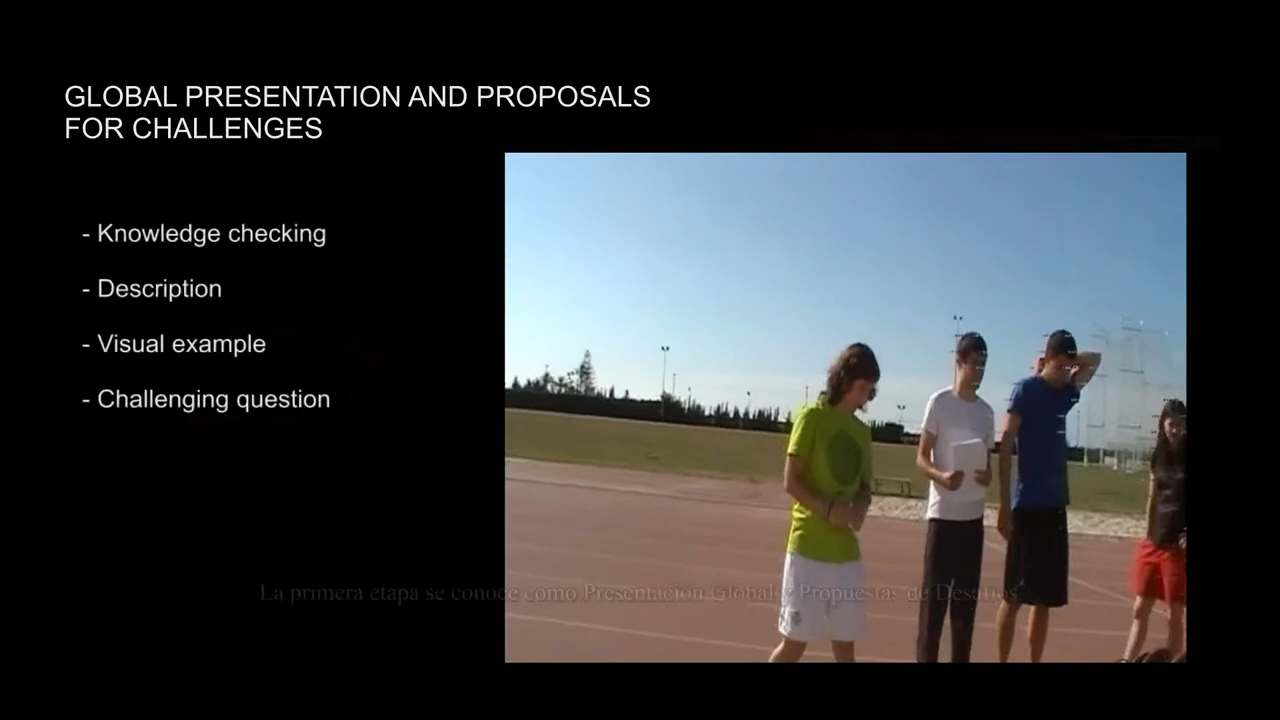 GLOBAL PRESENTATION AND PROPOSALS
FOR CHALLENGES
- Knowledge checking
- Description
- Visual example
- Challenging question
La primera etapa se conoce como Presentación Global y Propuestas de Desafíos